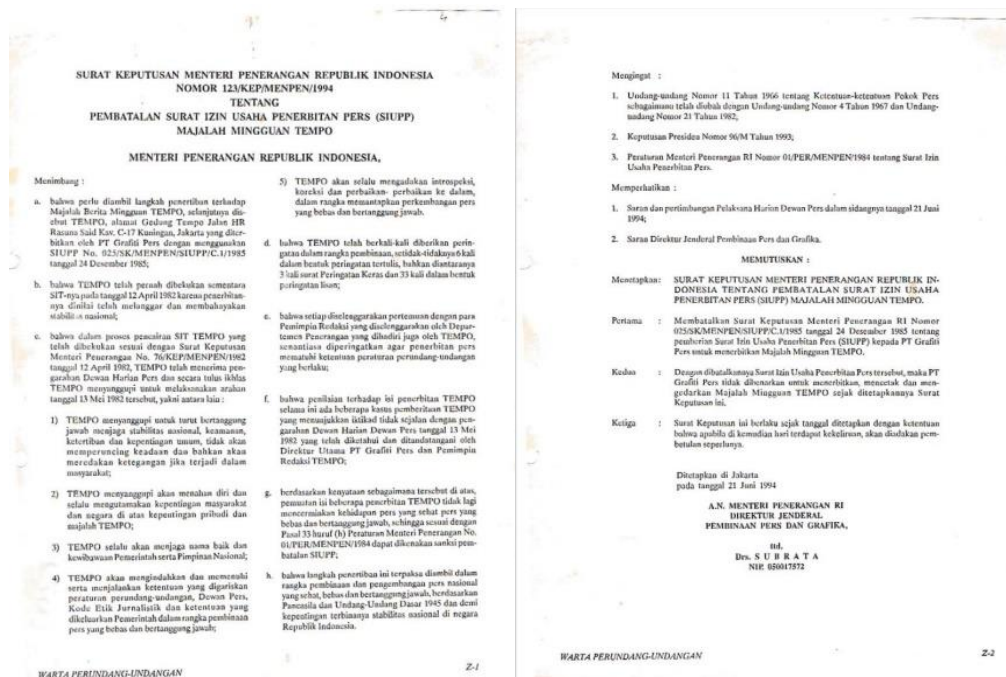 SURAT KEPUTUSAN MENTERI PENERANGAN REPUBLIK INDONESIA
NOMOR 123/KEP/MENPEN/1994
TENTANG
PEMBATALAN SURAT IZIN USAHA PENERBITAN PERS (SIUPP)
MAJALAH MINGGUAN TEMPO
MENTERI PENERANGAN REPUBLIK INDONESIA,
Menimbang :
a. bahwa perlu diambil langkah penertiban terhadap
Majalah Berita Mingguan TEMPO, selanjutnya dis-
ebut TEMPO, alamat Gedung Tempo Jalan HR
Rasuna Said Kav. C-17 Kuningan, Jakarta yang diter-
bitkan oleh PT Grafiti Pers dengan menggunakan
SIUPP No. 025/SK/MENPEN/SIUPP/C.1/1985
tanggal 24 Desember 1985;
b. bahwa TEMPO telah pernah dibekukan sementara
SIT-nya pada tanggal 12 April 1982 karena penerbitan-
nya dinilai telah melanggar dan membahayakan
stabilitas nasional;
c. bahwa dalam proses pencairan SIT TEMPO yang
telah dibekukan sesuai dengan Surat Keputusan
Menteri Penerangan No. 76/KEP/MENPEN/1982
tanggal 12 April 1982, TEMPO telah menerima pen-
garahan Dewan Harian Pers dan secara tulus ikhlas
TEMPO menyanggupi untuk melaksanakan arahan
tanggal 13 Mei 1982 tersebut, yakni antara lain :
1) TEMPO menyanggupi untuk turut bertanggung
jawab menjaga stabilitas nasional, keamanan,
ketertiban dan kepentingan umum, tidak akan
memperuncing keadaan dan bahkan akan
meredakan ketegangan jika terjadi dalam
masyarakat;
2) TEMPO menyanggupi akan menahan diri dan
selalu mengutamakan kepentingan masyarakat
dan negara di atas kepentingan pribadi dan
majalah TEMPO;
3) TEMPO selalu akan menjaga nama baik dan
kewibawaan Pemerintah serta Pimpinan Nasional;
4) TEMPO akan mengindahkan dan memenuhi
serta menjalankan ketentuan yang digariskan
peraturan perundang-undangan, Dewan Pers,
Kode Etik Jurnalistik dan ketentuan yang
dikeluarkan Pemerintah dalam rangka pembinaan
pers yang bebas dan bertanggung jawab;
5) TEMPO akan selalu mengadakan introspeksi,
koreksi dan perbaikan- perbaikan ke dalam,
dalam rangka memantapkan perkembangan pers
yang bebas dan bertanggung jawab.
d. bahwa TEMPO telah berkali-kali diberikan perin-
gatan dalam rangka pembinaan, setidak-tidaknya 6 kali
dalam bentuk peringatan tertulis, bahkan diantaranya
3 kali surat Peringatan Keras dan 33 kali dalam bentuk
peringatan lisan;
e. bahwa setiap diselenggarakan pertemuan dengan para
Pemimpin Redaksi yang diselenggarakan oleh Depar-
temen Penerangan yang dihadiri juga oleh TEMPO,
senantiasa diperingatkan agar penerbitan pers
mematuhi ketentuan peraturan perundang-undangan
yang berlaku;
f. bahwa penilaian terhadap isi penerbitan TEMPO
selama ini ada beberapa kasus pemberitaan TEMPO
yang menunjukkan iktikad tidak sejalan dengan pen-
garahan Dewan Harian Dewan Pers tanggal 13 Mei
1982 yang telah diketahui dan ditandatangani oleh
Direktur Utama PT Grafiti Pers dan Pemimpin
Redaksi TEMPO;
g. berdasarkan kenyataan sebagaimana tersebut di atas,
pemuatan isi beberapa penerbitan TEMPO tidak lagi
mencerminkan kehidupan pers yang sehat pers yang
bebas dan bertanggung jawab, sehingga sesuai dengan
Pasal 33 huruf (h) Peraturan Menteri Penerangan No.
01/PER/MENPEN/1984 dapat dikenakan sanksi pem-
batalan SIUPP;
h. bahwa langkah penertiban ini terpaksa diambil dalam
rangka pembinaan dan pengembangan pers nasional
yang sehat, bebas dan bertanggung jawab, berdasarkan
Pancasila dan Undang-Undang Dasar 1945 dan demi
kepentingan terbinanya stabilitas nasional di negara
Republik Indonesia.
WARTA PERUNDANG-UNDANGAN
Z-1
Mengingat :
1. Undang-undang Nomor 11 Tahun 1966 tentang Ketentuan-ketentuan Pokok Pers
sebagaimana telah diubah dengan Undang-undang Nomor 4 Tahun 1967 dan Undang-
undang Nomor 21 Tahun 1982;
2. Keputusan Presiden Nomor 96/M Tahun 1993;
3. Peraturan Menteri Penerangan RI Nomor 01/PER/MENPEN/1984 tentang Surat Izin
Usaha Penerbitan Pers.
Memperhatikan :
1. Saran dan pertimbangan Pelaksana Harian Dewan Pers dalam sidangnya tanggal 21 Juni
1994;
2. Saran Direktur Jenderal Pembinaan Pers dan Grafika.
MEMUTUSKAN :
Menetapkan: SURAT KEPUTUSAN MENTERI PENERANGAN REPUBLIK IN-
DONESIA TENTANG PEMBATALAN SURAT IZIN USAHA
PENERBITAN PERS (SIUPP) MAJALAH MINGGUAN TEMPO.
Pertama : Membatalkan Surat Keputusan Menteri Penerangan RI Nomor
025/SK/MENPEN/SIUPP/C.1/1985 tanggal 24 Desember 1985 tentang
pemberian Surat Izin Usaha Penerbitan Pers (SIUPP) kepada PT Grafiti
Pers untuk menerbitkan Majalah Mingguan TEMPO.
Kedua : Dengan dibatalkannya Surat Izin Usaha Penerbitan Pers tersebut, maka PT
Grafiti Pers tidak dibenarkan untuk menerbitkan, mencetak dan men-
gedarkan Majalah Mingguan TEMPO sejak ditetapkannya Surat
Keputusan ini.
Ketiga : Surat Keputusan ini berlaku sejak tanggal ditetapkan dengan ketentuan
bahwa apabila di kemudian hari terdapat kekeliruan, akan diadakan pem-
betulan seperlunya.
Ditetapkan di Jakarta
pada tanggal 21 Juni 1994
A.N. MENTERI PENERANGAN RI
DIREKTUR JENDERAL
PEMBINAAN PERS DAN GRAFIKA,
ttd.
Drs. S U B R A T A
NIP. 050017572
WARTA PERUNDANG-UNDANGAN
Z-2